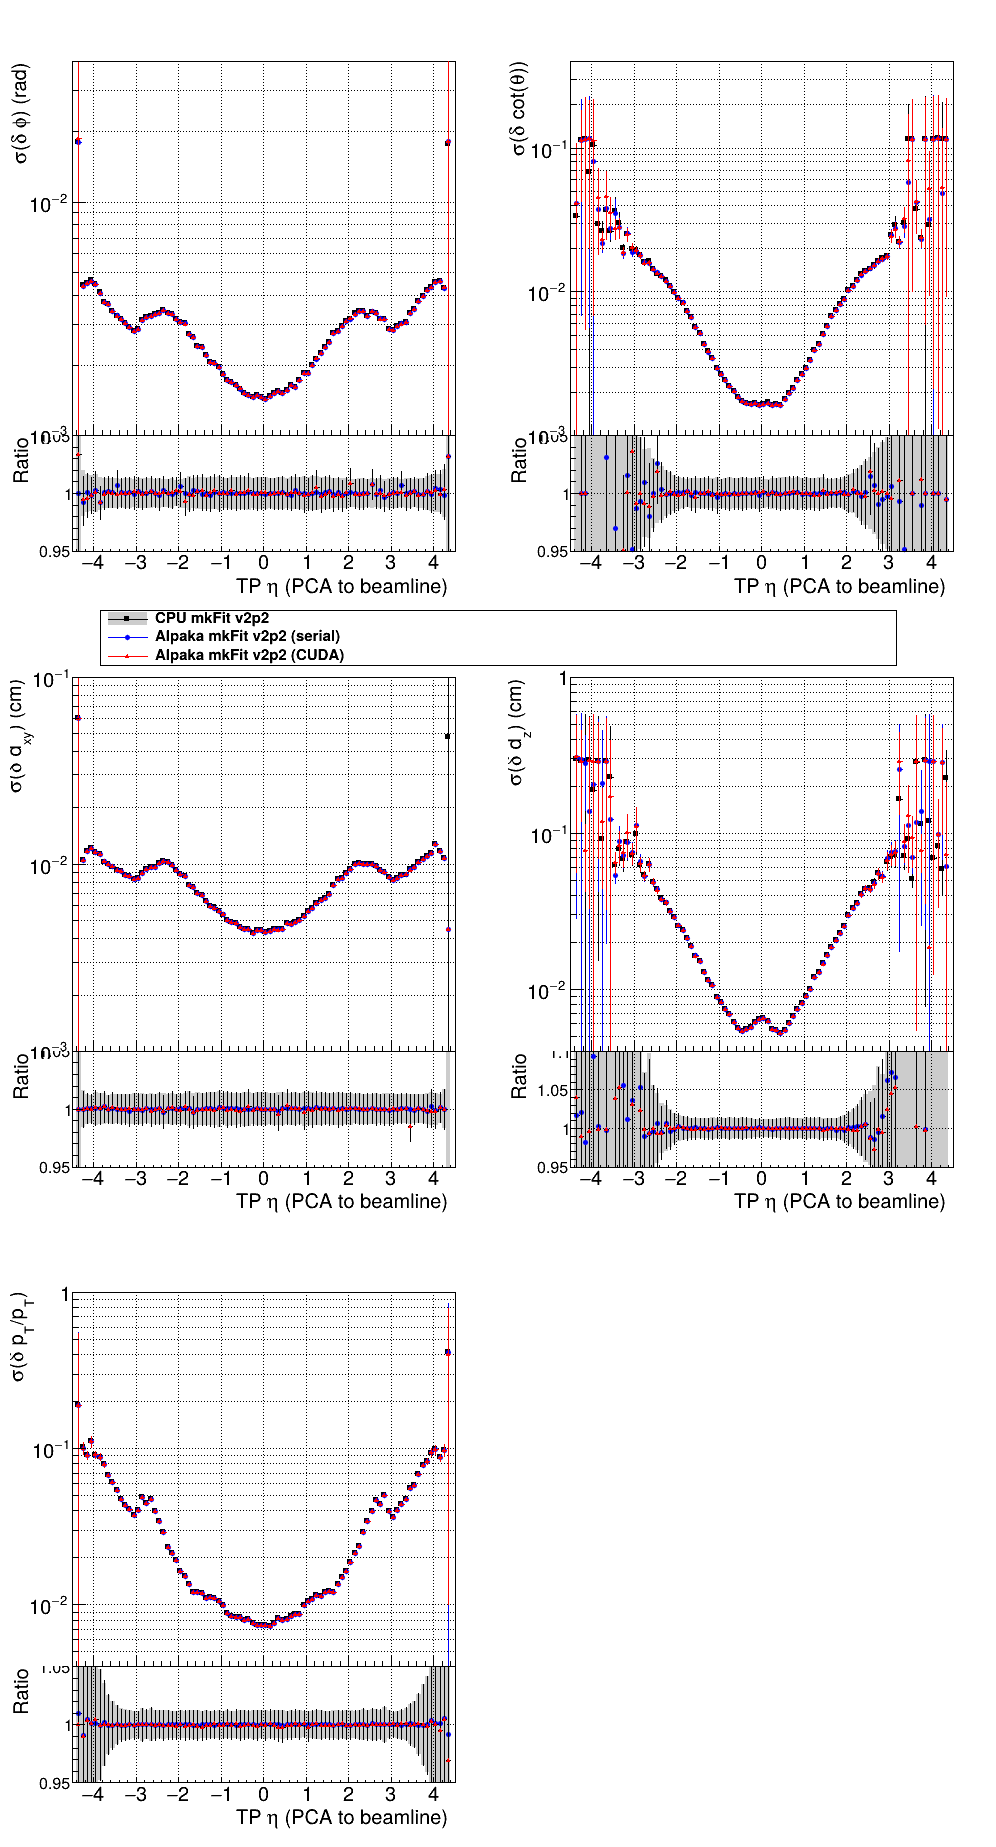 σ(δ φ) (rad)
10⁻²
10⁻³
Ratio
1.05
1
0.95
−4 −3 −2 −1 0 1 2 3 4
TP η (PCA to beamline)
σ(δ cot(θ))
10⁻¹
10⁻²
10⁻³
Ratio
1.05
1
0.95
−4 −3 −2 −1 0 1 2 3 4
TP η (PCA to beamline)
CPU mkFit v2p2
Alpaka mkFit v2p2 (serial)
Alpaka mkFit v2p2 (CUDA)
σ(δ d_xy) (cm)
10⁻¹
10⁻²
10⁻³
Ratio
1
0.95
−4 −3 −2 −1 0 1 2 3 4
TP η (PCA to beamline)
σ(δ d_z) (cm)
1
10⁻¹
10⁻²
Ratio
1.1
1.05
1
0.95
−4 −3 −2 −1 0 1 2 3 4
TP η (PCA to beamline)
σ(δ p_T/p_T)
1
10⁻¹
10⁻²
Ratio
1.05
1
0.95
−4 −3 −2 −1 0 1 2 3 4
TP η (PCA to beamline)